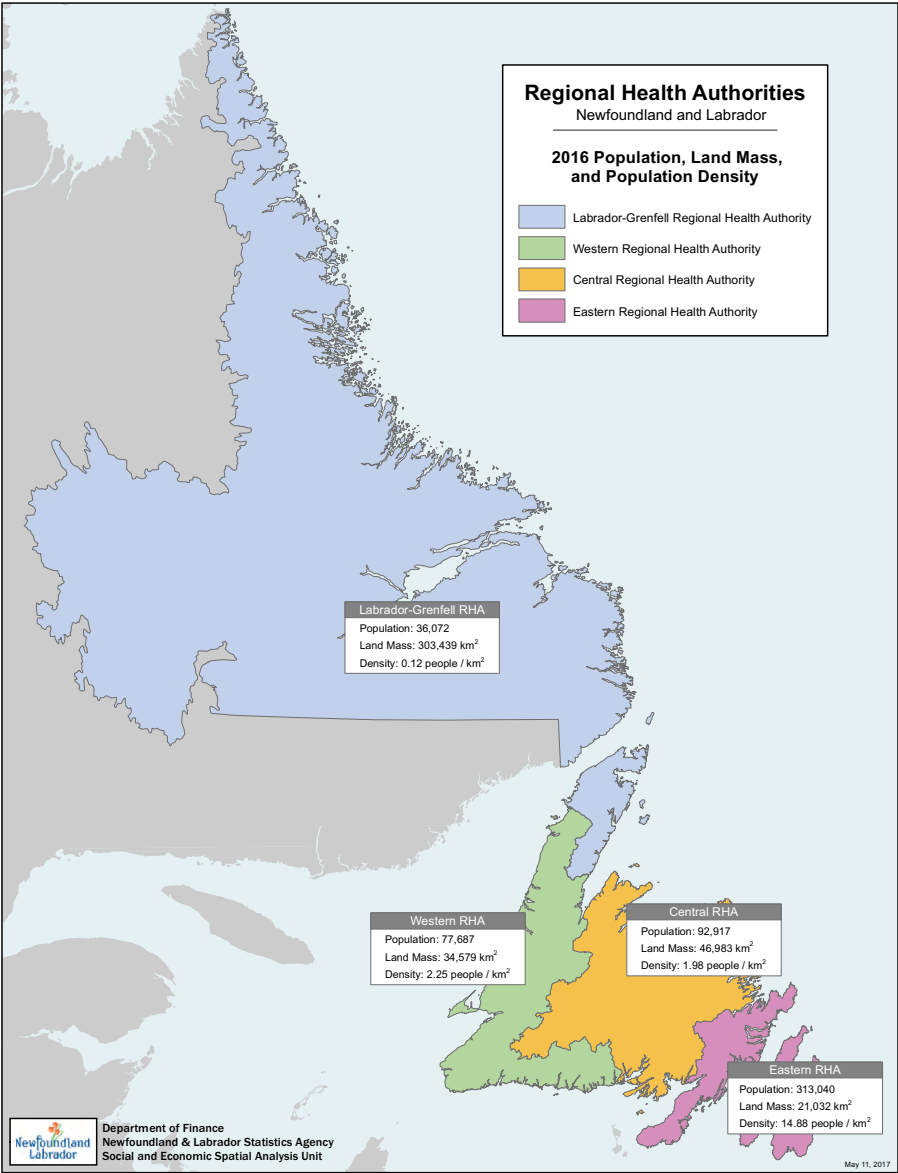 Regional Health Authorities
Newfoundland and Labrador
2016 Population, Land Mass,
and Population Density
Labrador-Grenfell Regional Health Authority
Western Regional Health Authority
Central Regional Health Authority
Eastern Regional Health Authority
Labrador-Grenfell RHA
Population: 36,072
Land Mass: 303,439 km²
Density: 0.12 people / km²
Western RHA
Population: 77,687
Land Mass: 34,579 km²
Density: 2.25 people / km²
Central RHA
Population: 92,917
Land Mass: 46,983 km²
Density: 1.98 people / km²
Eastern RHA
Population: 313,040
Land Mass: 21,032 km²
Density: 14.88 people / km²
Newfoundland
Labrador
Department of Finance
Newfoundland & Labrador Statistics Agency
Social and Economic Spatial Analysis Unit
May 11, 2017